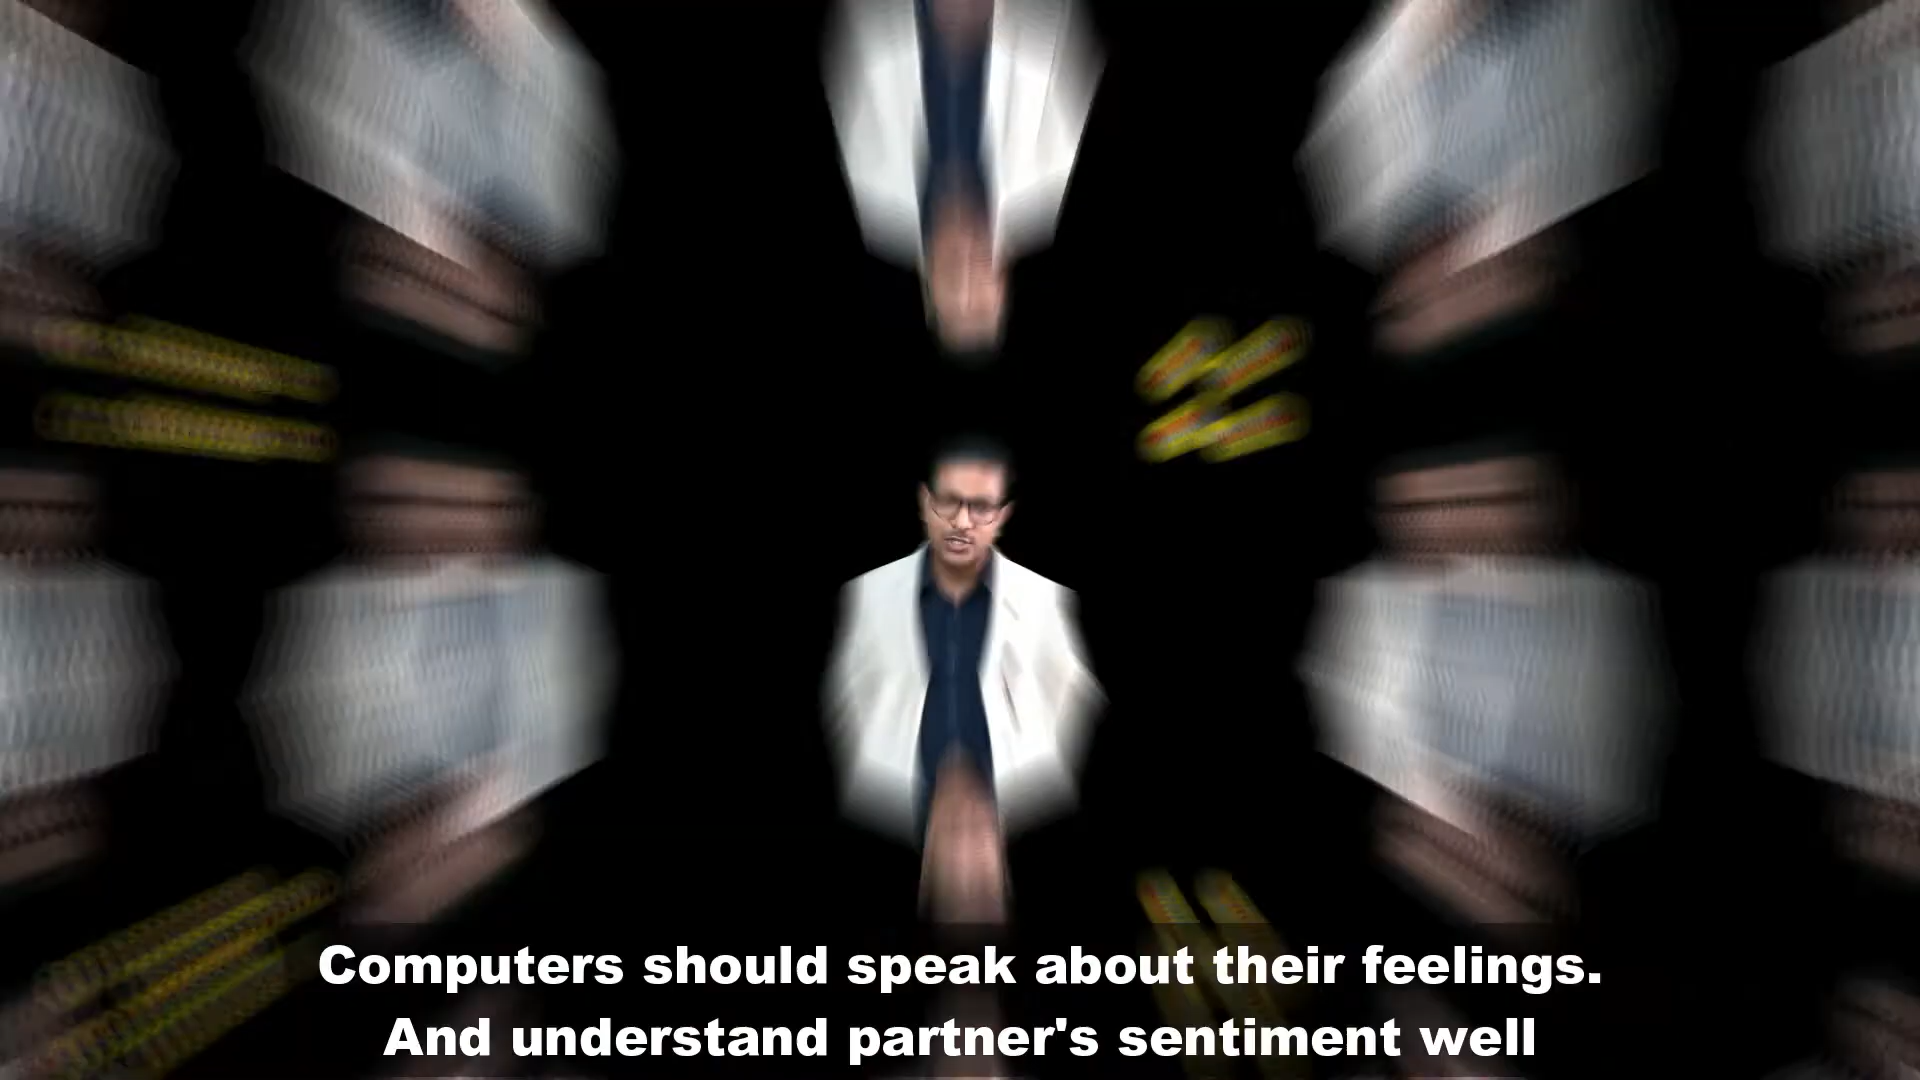 Computers should speak about their feelings.
And understand partner's sentiment well